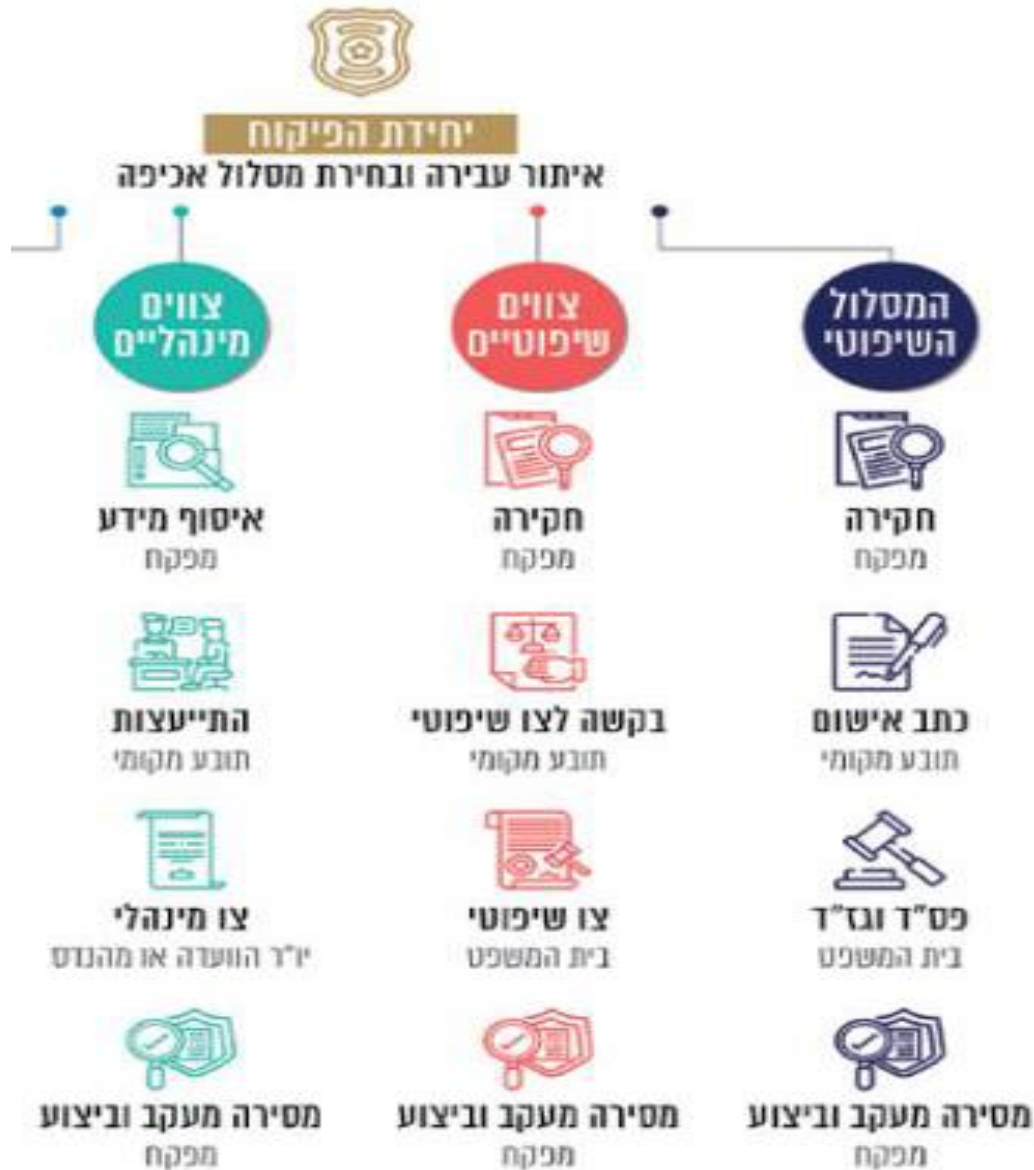 יחידת הפיקוח
איתור עבירה ובחירת מסלול אכיפה
המסלול
השיפוטי
חקירה
מפקח
כתב אישום
תובע מקומי
פס"ד וגז"ד
בית המשפט
מסירה מעקב וביצוע
מפקח
צווים
שיפוטיים
חקירה
מפקח
בקשה לצו שיפוטי
תובע מקומי
צו שיפוטי
בית המשפט
מסירה מעקב וביצוע
מפקח
צווים
מינהליים
איסוף מידע
מפקח
התייעצות
תובע מקומי
צו מינהלי
יו"ר הוועדה או מהנדס
מסירה מעקב וביצוע
מפקח